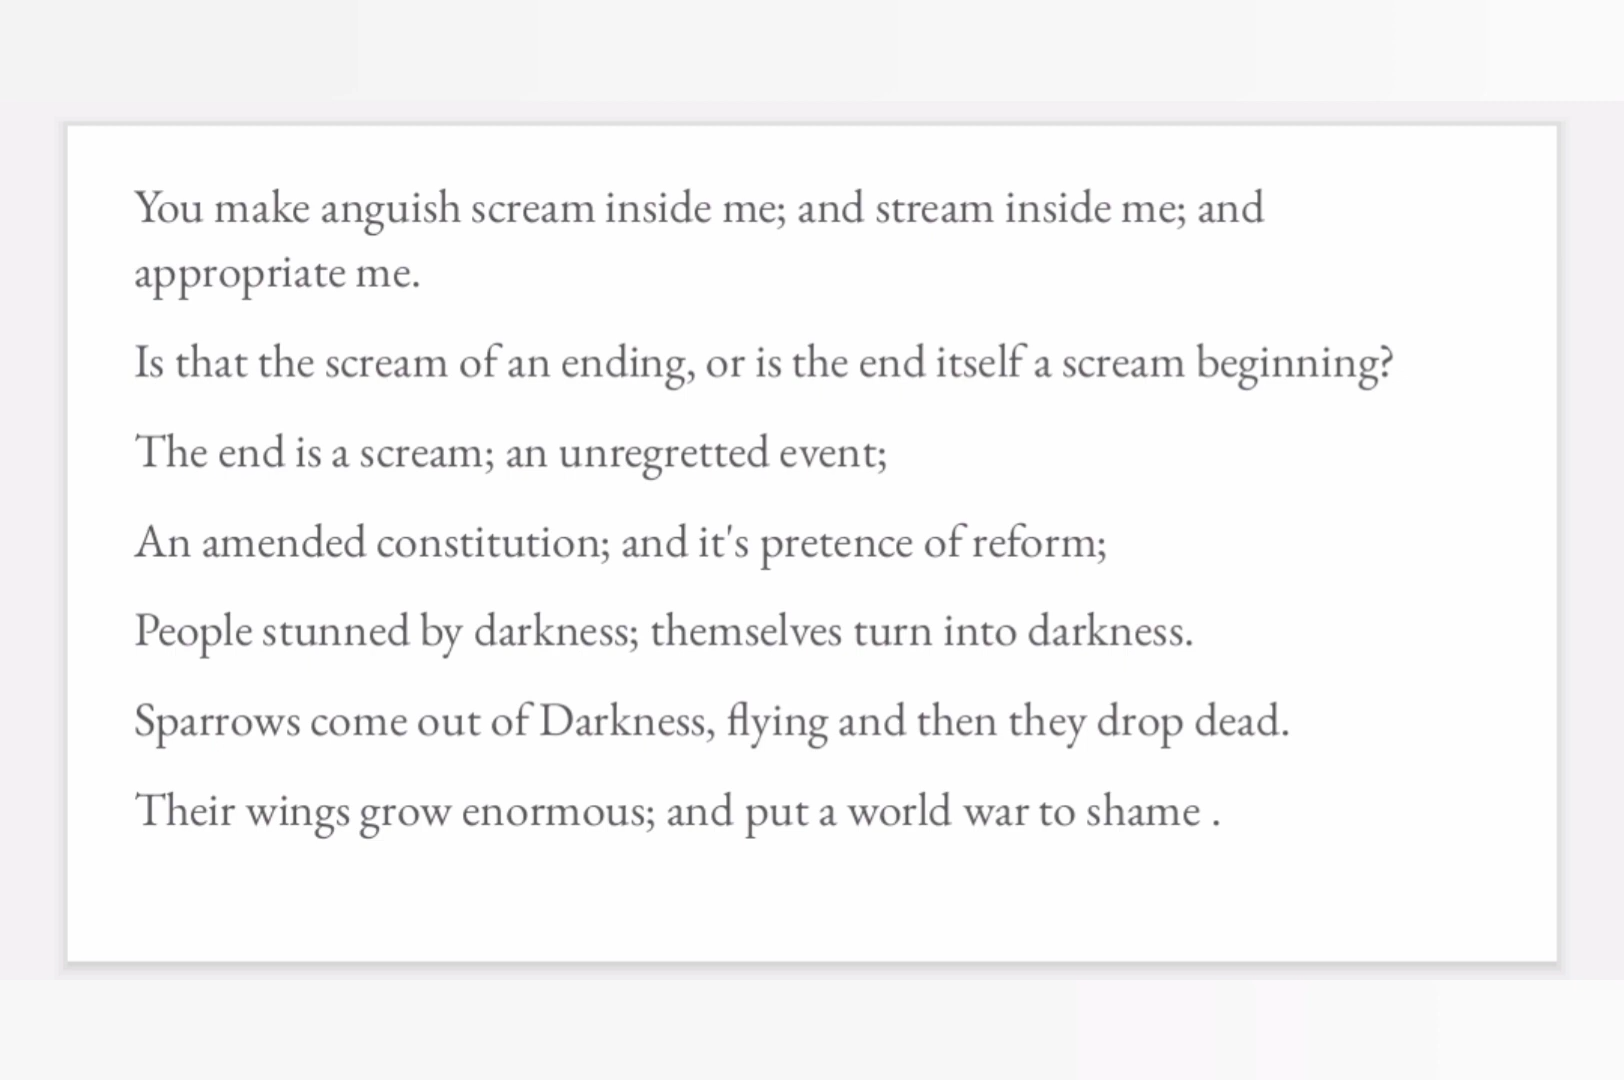 You make anguish scream inside me; and stream inside me; and
appropriate me.
Is that the scream of an ending, or is the end itself a scream beginning?
The end is a scream; an unregretted event;
An amended constitution; and it's pretence of reform;
People stunned by darkness; themselves turn into darkness.
Sparrows come out of Darkness, flying and then they drop dead.
Their wings grow enormous; and put a world war to shame .